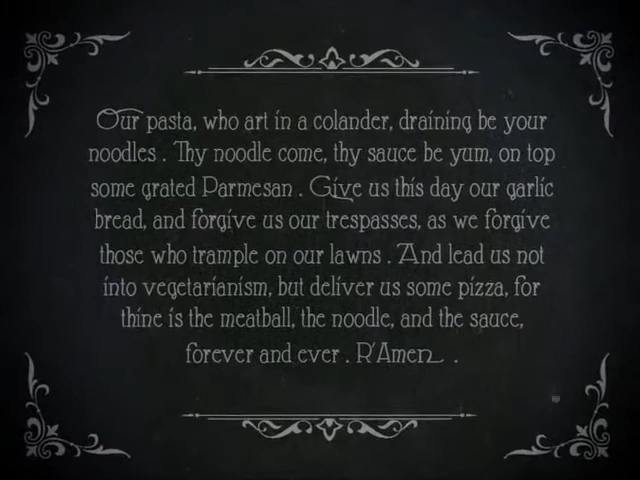 Our pasta, who art in a colander, draining be your
noodles . Thy noodle come, thy sauce be yum, on top
some grated Parmesan . Give us this day our garlic
bread, and forgive us our trespasses, as we forgive
those who trample on our lawns . And lead us not
into vegetarianism, but deliver us some pizza, for
thine is the meatball, the noodle, and the sauce,
forever and ever . R'Amen .